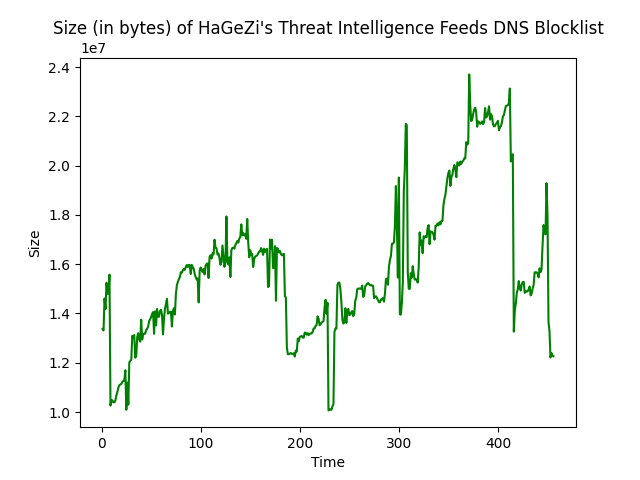 Size (in bytes) of HaGeZi's Threat Intelligence Feeds DNS Blocklist
1e7
2.4
2.2
2.0
1.8
1.6
1.4
1.2
1.0
Size
0 100 200 300 400
Time